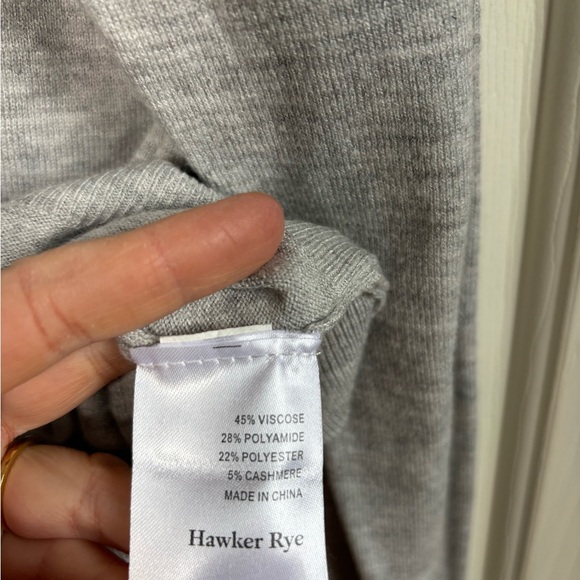 45% VISCOSE
28% POLYAMIDE
22% POLYESTER
5% CASHMERE
MADE IN CHINA
Hawker Rye